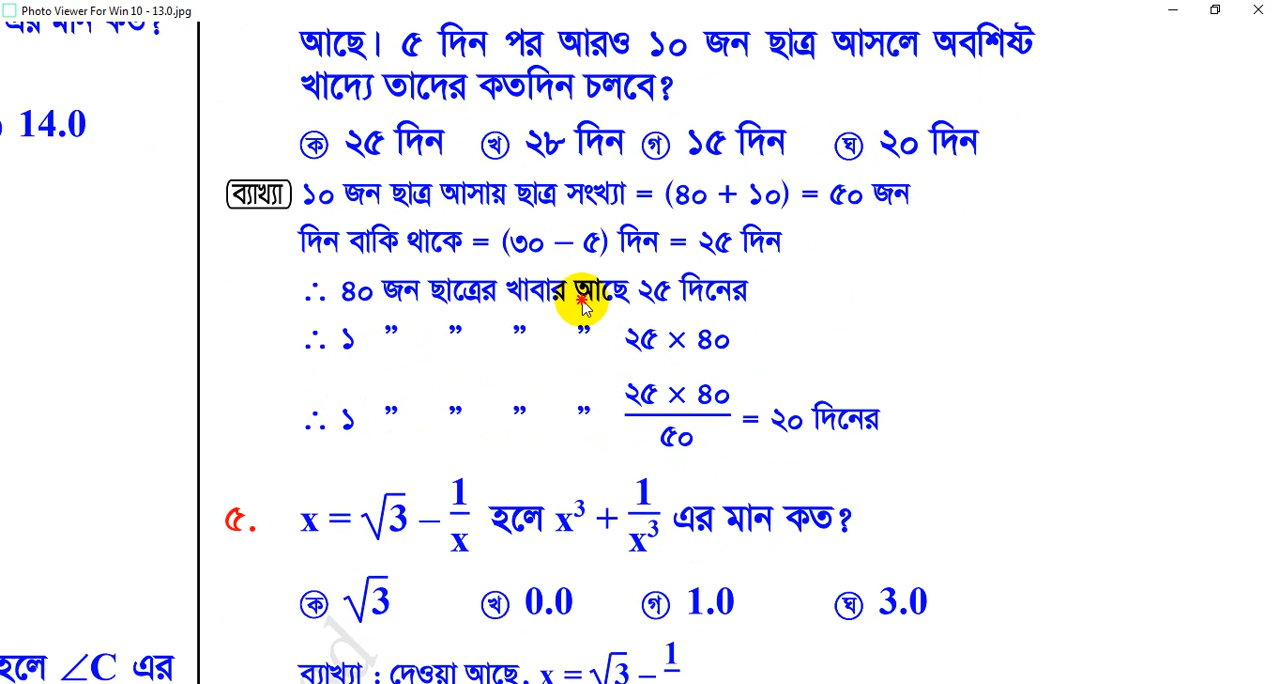 Photo Viewer For Win 10 - 13.0.jpg
এর মান কত?
14.0
হলে ∠C এর
আছে। ৫ দিন পর আরও ১০ জন ছাত্র আসলে অবশিষ্ট
খাদ্যে তাদের কতদিন চলবে?
ক ২৫ দিন খ ২৮ দিন গ ১৫ দিন ঘ ২০ দিন
ব্যাখ্যা ১০ জন ছাত্র আসায় ছাত্র সংখ্যা = (৪০ + ১০) = ৫০ জন
দিন বাকি থাকে = (৩০ – ৫) দিন = ২৫ দিন
∴ ৪০ জন ছাত্রের খাবার আছে ২৫ দিনের
∴ ১ ” ” ” ” ২৫ × ৪০
∴ ১ ” ” ” ” ২৫ × ৪০ / ৫০ = ২০ দিনের
৫. x = √3 – 1/x হলে x³ + 1/x³ এর মান কত?
ক √3 খ 0.0 গ 1.0 ঘ 3.0
ব্যাখ্যা : দেওয়া আছে, x = √3 – 1